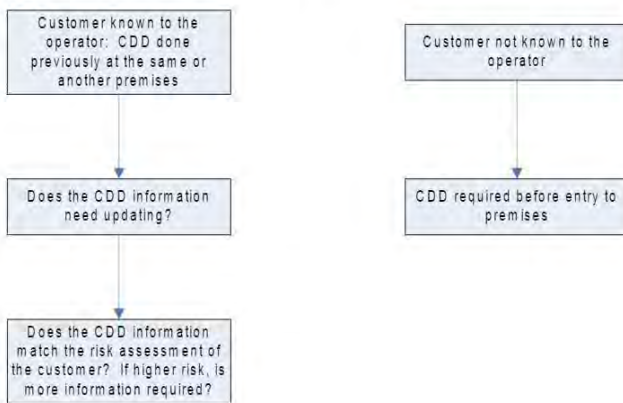 Customer known to the
operator: CDD done
previously at the same or
another premises
Customer not known to the
operator
Does the CDD information
need updating?
CDD required before entry to
premises
Does the CDD information
match the risk assessment of
the customer? If higher risk, is
more information required?